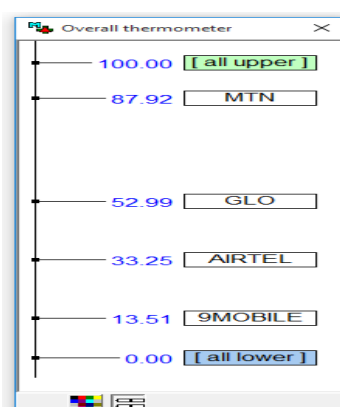 Overall thermometer
100.00 [ all upper ]
87.92 MTN
52.99 GLO
33.25 AIRTEL
13.51 9MOBILE
0.00 [ all lower ]